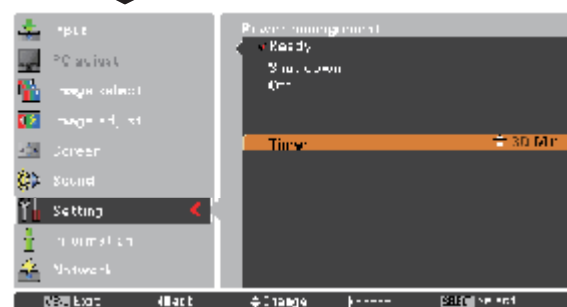 Input
PC adjust
Image select
Image adjust
Screen
Sound
Setting
Information
Network
Power management
Ready
Shut down
Off
Timer
30 Min
Exit Back Change SELECT Next